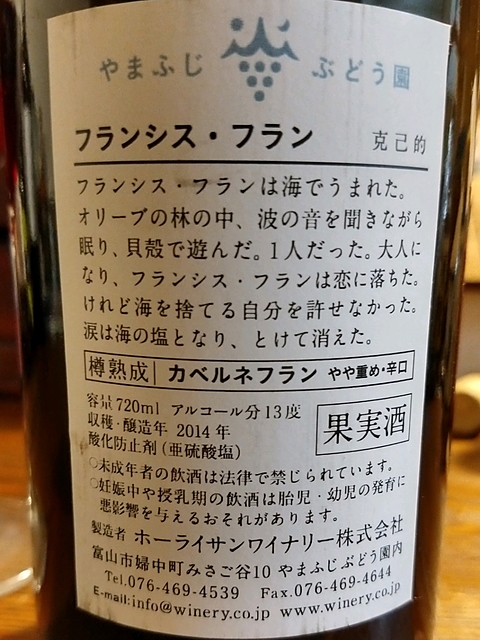 やまふじ ぶどう園
フランシス・フラン 克己的
フランシス・フランは海でうまれた。
オリーブの林の中、波の音を聞きながら
眠り、貝殻で遊んだ。1人だった。大人に
なり、フランシス・フランは恋に落ちた。
けれど海を捨てる自分を許せなかった。
涙は海の塩となり、とけて消えた。
樽熟成 カベルネフラン やや重め・辛口
容量720ml アルコール分13度
収穫・醸造年 2014年
酸化防止剤(亜硫酸塩)
果実酒
○未成年者の飲酒は法律で禁じられています。
○妊娠中や授乳期の飲酒は胎児・幼児の発育に
悪影響を与えるおそれがあります。
製造者 ホーライサンワイナリー株式会社
富山市婦中町みさご谷10 やまふじぶどう園内
Tel.076-469-4539 Fax.076-469-4644
E-mail:info@winery.co.jp www.winery.co.jp